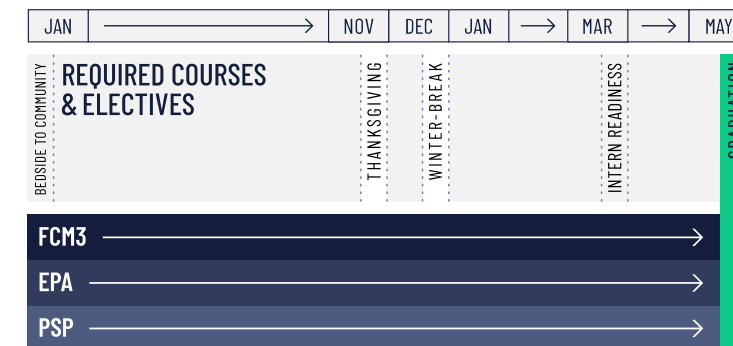 JAN NOV DEC JAN MAR MAY
BEDSIDE TO COMMUNITY
REQUIRED COURSES
& ELECTIVES
THANKSGIVING
WINTER-BREAK
INTERN READINESS
GRADUATION
FCM3
EPA
PSP